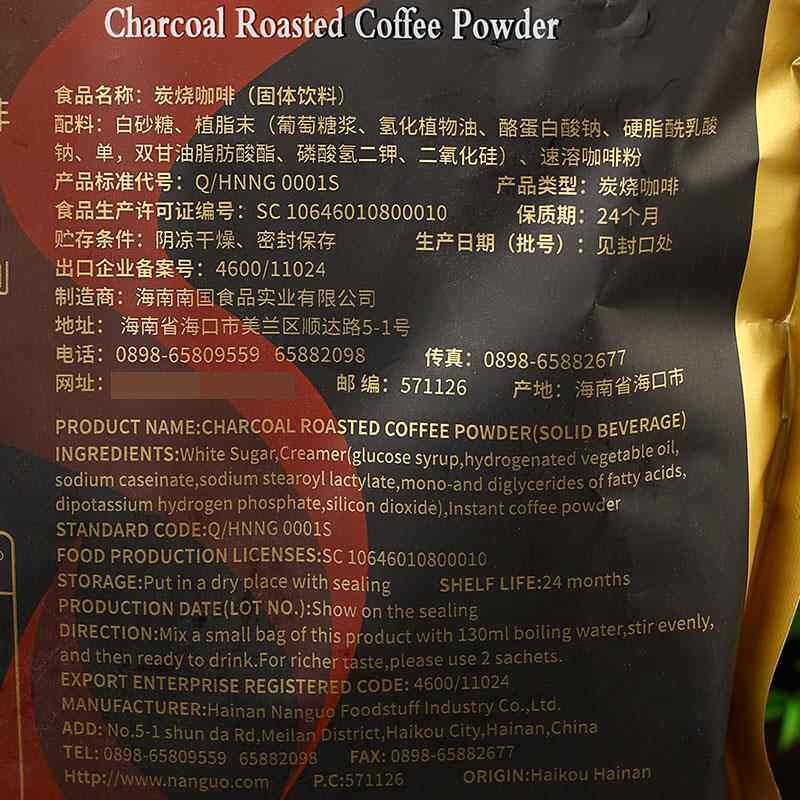 Charcoal Roasted Coffee Powder
食品名称：炭烧咖啡（固体饮料）
配料：白砂糖、植脂末（葡萄糖浆、氢化植物油、酪蛋白酸钠、硬脂酰乳酸
钠、单，双甘油脂肪酸酯、磷酸氢二钾、二氧化硅）、速溶咖啡粉
产品标准代号：Q/HNNG 0001S 产品类型：炭烧咖啡
食品生产许可证编号：SC 10646010800010 保质期：24个月
贮存条件：阴凉干燥、密封保存 生产日期（批号）：见封口处
出口企业备案号：4600/11024
制造商：海南南国食品实业有限公司
地址：海南省海口市美兰区顺达路5-1号
电话：0898-65809559 65882098 传真：0898-65882677
网址： 邮 编：571126 产地：海南省海口市
PRODUCT NAME:CHARCOAL ROASTED COFFEE POWDER(SOLID BEVERAGE)
INGREDIENTS:White Sugar,Creamer(glucose syrup,hydrogenated vegetable oil,
sodium caseinate,sodium stearoyl lactylate,mono-and diglycerides of fatty acids,
dipotassium hydrogen phosphate,silicon dioxide),Instant coffee powder
STANDARD CODE:Q/HNNG 0001S
FOOD PRODUCTION LICENSES:SC 10646010800010
STORAGE:Put in a dry place with sealing SHELF LIFE:24 months
PRODUCTION DATE(LOT NO.):Show on the sealing
DIRECTION:Mix a small bag of this product with 130ml boiling water,stir evenly,
and then ready to drink.For richer taste,please use 2 sachets.
EXPORT ENTERPRISE REGISTERED CODE: 4600/11024
MANUFACTURER:Hainan Nanguo Foodstuff Industry Co.,Ltd.
ADD: No.5-1 shun da Rd,Meilan District,Haikou City,Hainan,China
TEL: 0898-65809559 65882098 FAX: 0898-65882677
Http://www.nanguo.com P.C:571126 ORIGIN:Haikou Hainan